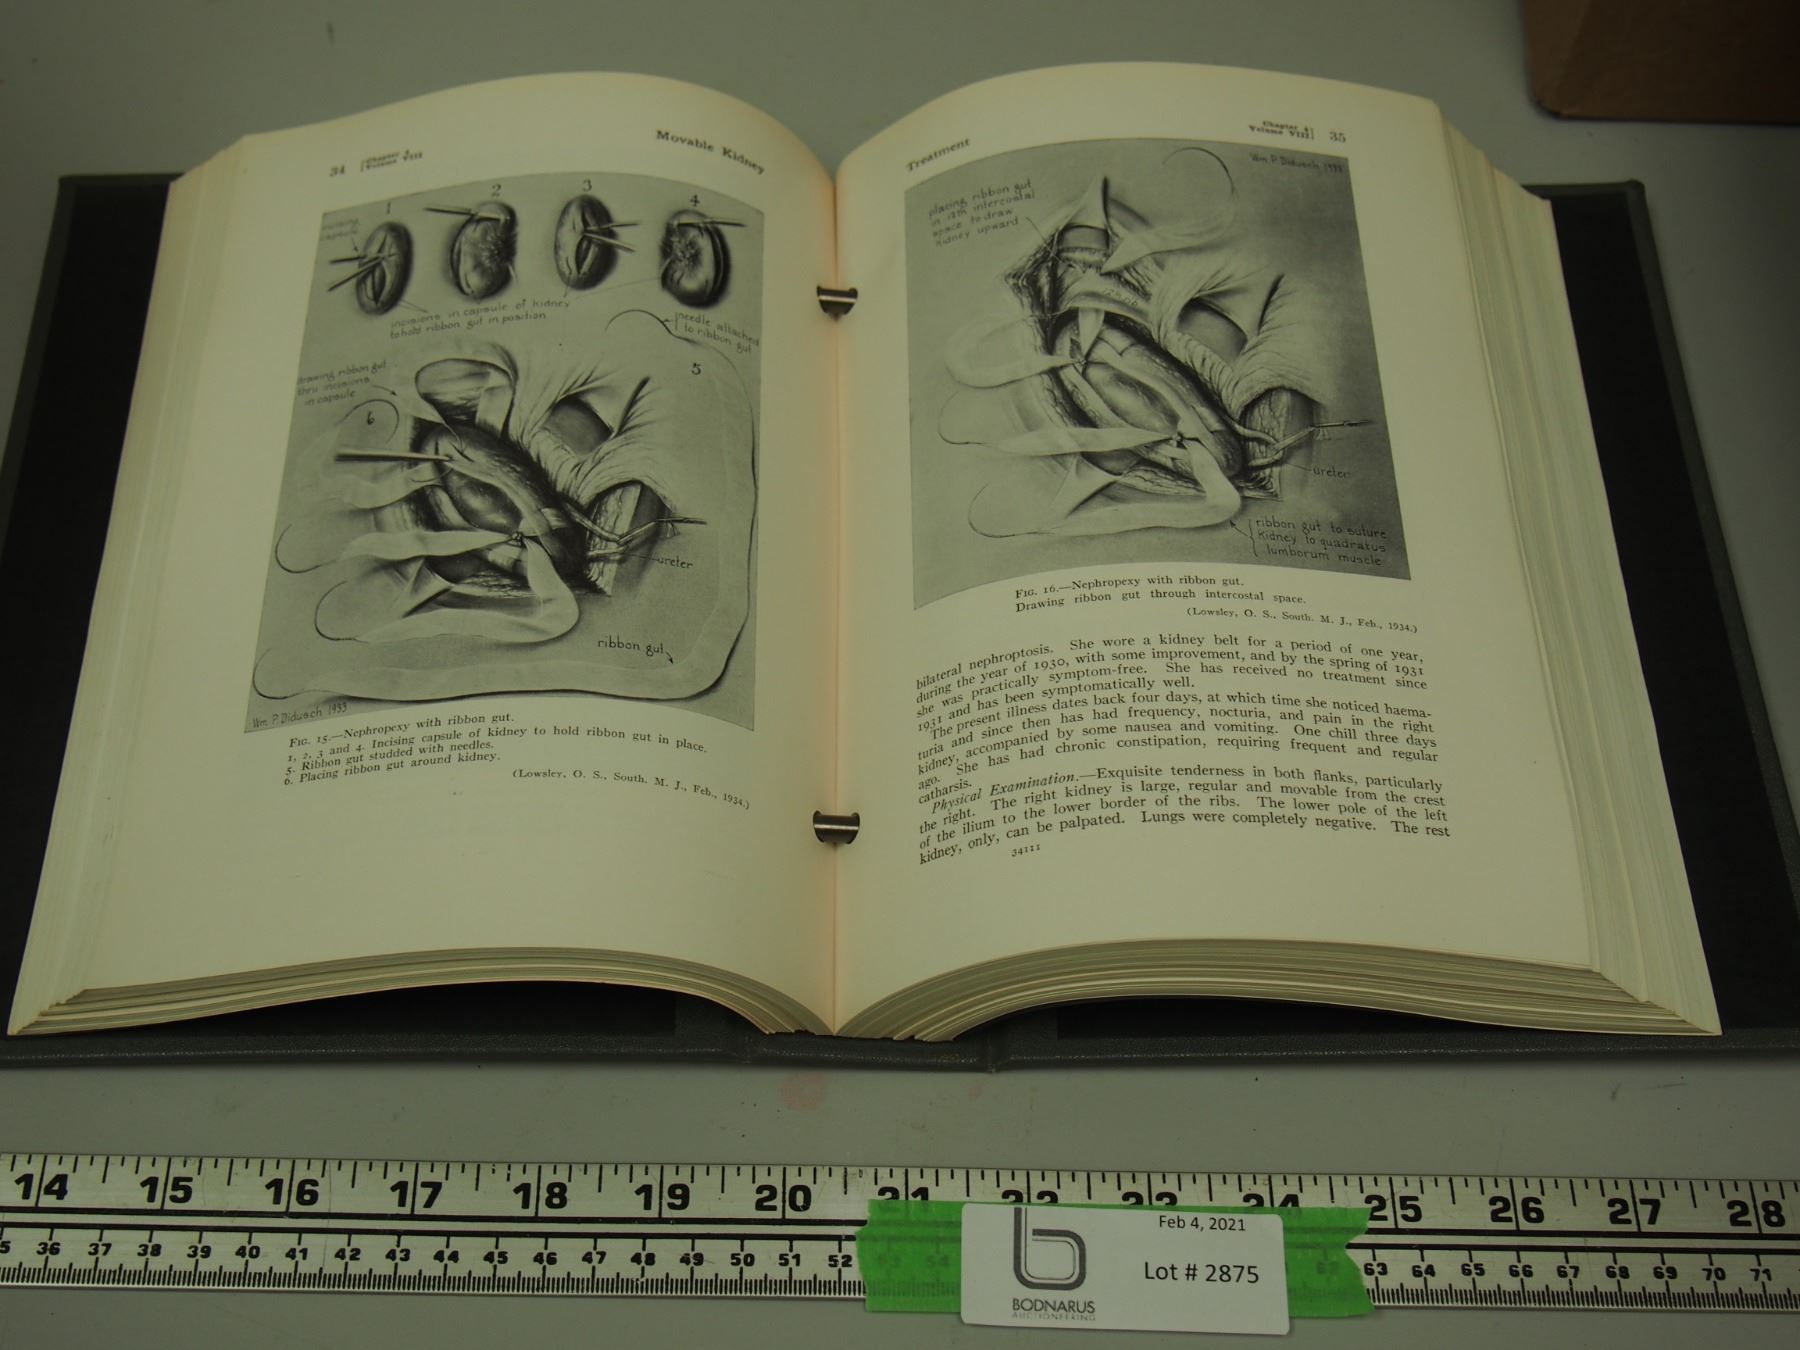 34 [Chapter 4
Volume VIII
Movable Kidney
1
2
3
4
incising
capsule
incisions in capsule of kidney
to hold ribbon gut in position
needle attached
to ribbon gut
5
drawing ribbon gut
thru incisions
in capsule
6
ureter
ribbon gut
Wm. P. Didusch 1933
FIG. 15.—Nephropexy with ribbon gut.
1, 2, 3 and 4. Incising capsule of kidney to hold ribbon gut in place.
5. Ribbon gut studded with needles.
6. Placing ribbon gut around kidney.
(Lowsley, O. S., South. M. J., Feb., 1934.)
Treatment
Chapter 4
Volume VIII] 35
Wm P. Didusch 1933
placing ribbon gut
in 12th intercostal
space to draw
kidney upward
ureter
ribbon gut to suture
kidney to quadratus
lumborum muscle
FIG. 16.—Nephropexy with ribbon gut.
Drawing ribbon gut through intercostal space.
(Lowsley, O. S., South. M. J., Feb., 1934.)
bilateral nephroptosis. She wore a kidney belt for a period of one year,
during the year of 1930, with some improvement, and by the spring of 1931
she was practically symptom-free. She has received no treatment since
1931 and has been symptomatically well.
The present illness dates back four days, at which time she noticed haema-
turia and since then has had frequency, nocturia, and pain in the right
kidney, accompanied by some nausea and vomiting. One chill three days
ago. She has had chronic constipation, requiring frequent and regular
catharsis.
Physical Examination.—Exquisite tenderness in both flanks, particularly
the right. The right kidney is large, regular and movable from the crest
of the ilium to the lower border of the ribs. The lower pole of the left
kidney, only, can be palpated. Lungs were completely negative. The rest
34111
14 15 16 17 18 19 20 21 22 23 24 25 26 27 28
36 37 38 39 40 41 42 43 44 45 46 47 48 49 50 51 52 53 54 62 63 64 65 66 67 68 69 70 71
Feb 4, 2021
Lot # 2875
b
BODNARUS
AUCTIONEERING